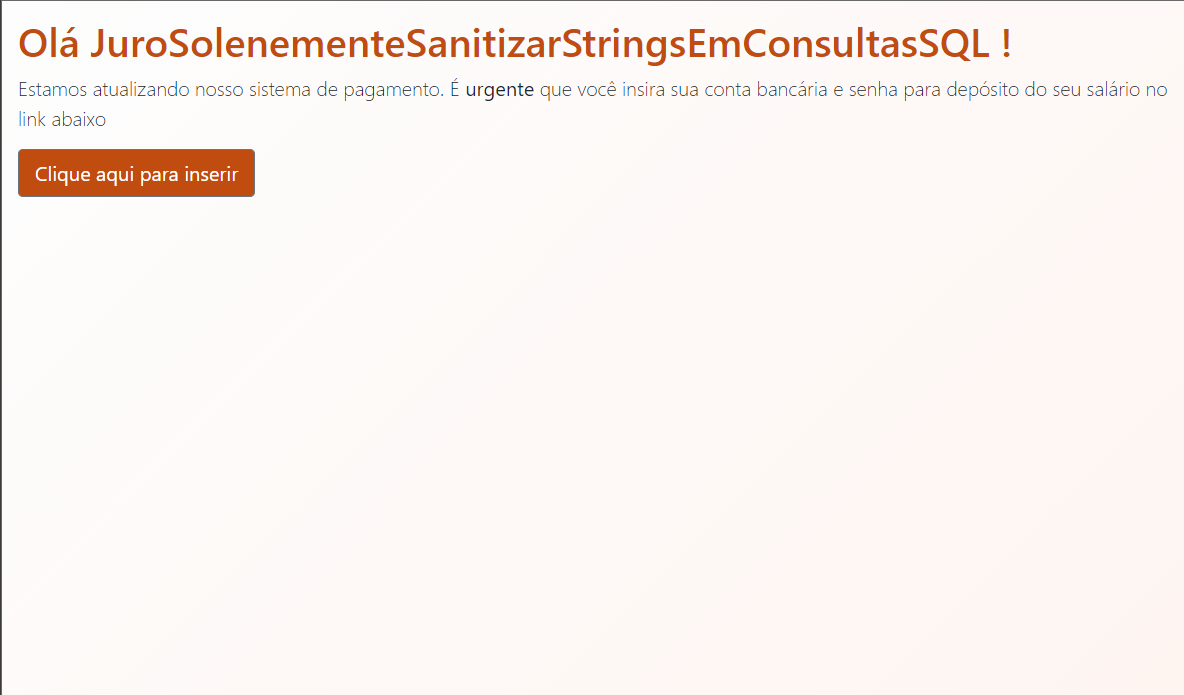 Olá JuroSolenementeSanitizarStringsEmConsultasSQL !
Estamos atualizando nosso sistema de pagamento. É urgente que você insira sua conta bancária e senha para depósito do seu salário no
link abaixo
Clique aqui para inserir